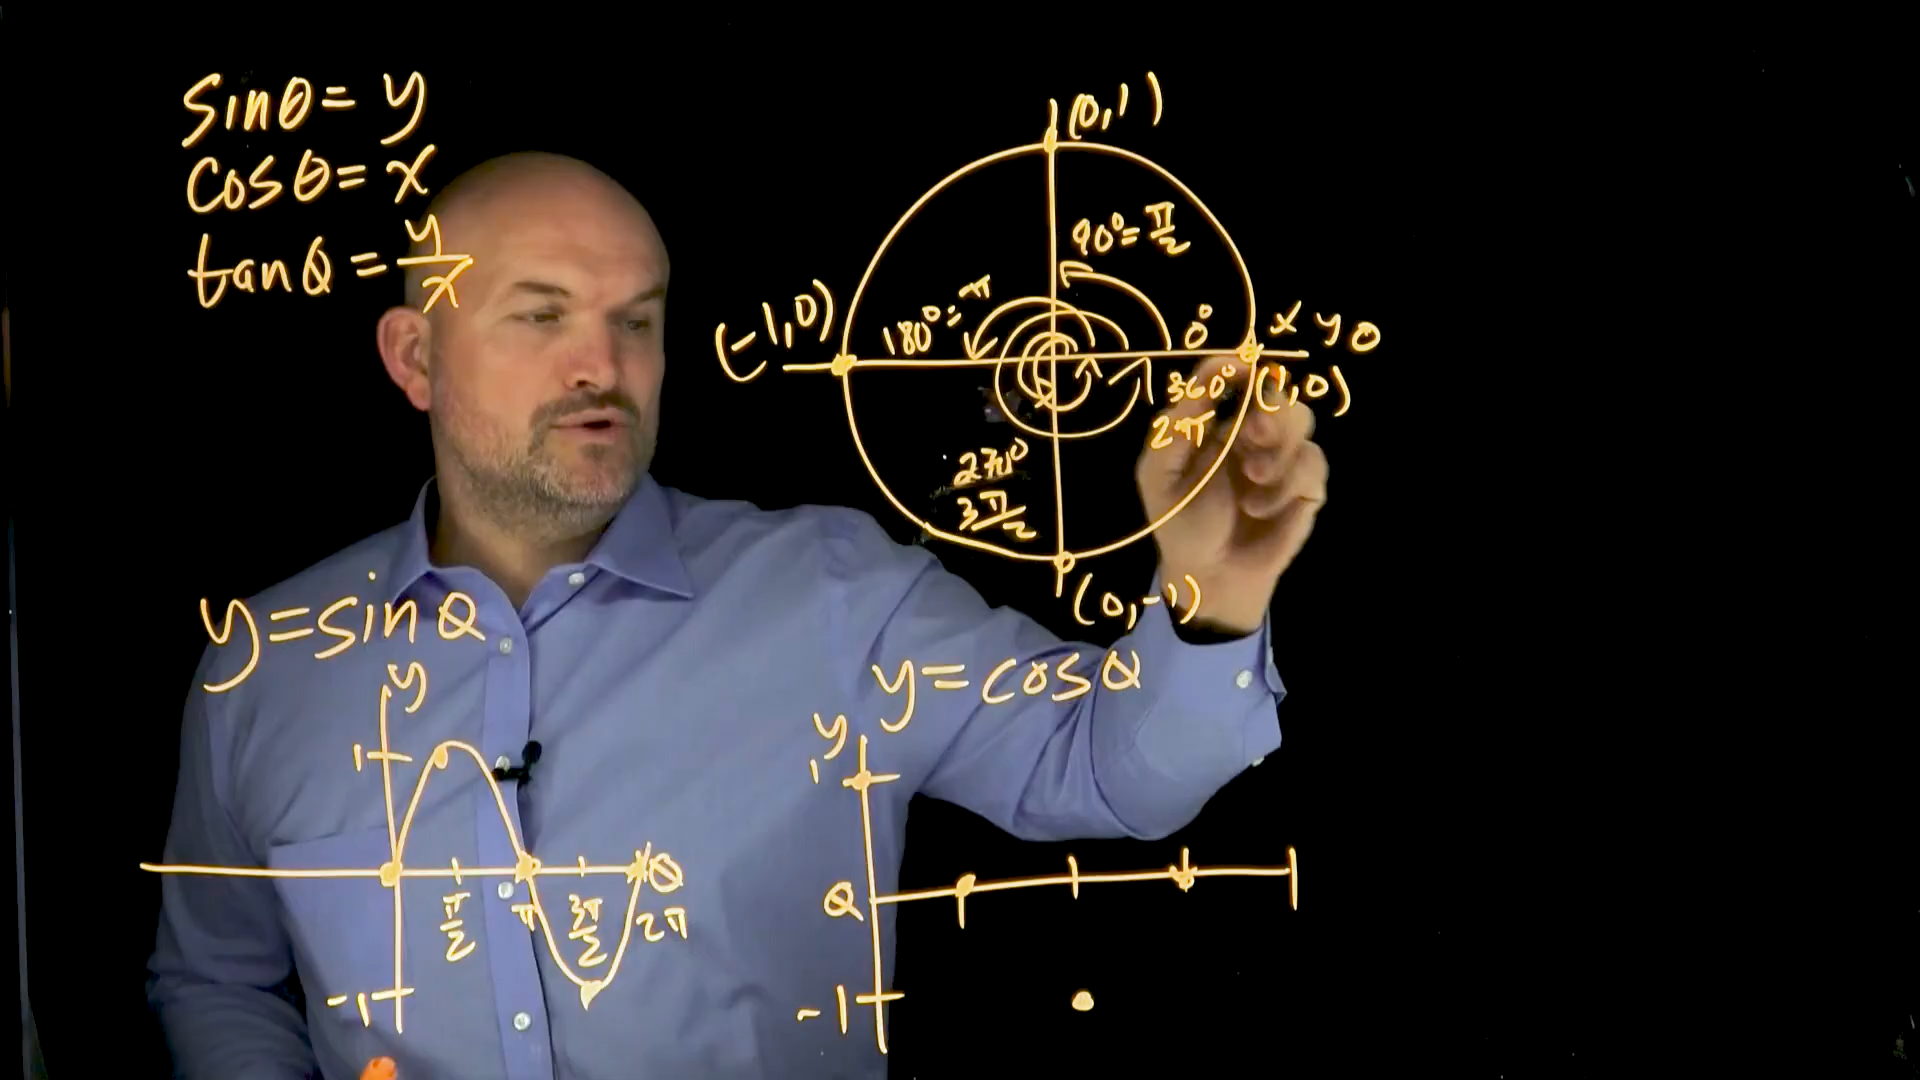 sinθ = y
cosθ = x
tanθ = y/x
(0,1)
90° = π/2
180° = π
0°
x y θ
(-1,0)
360°
2π
(1,0)
270°
3π/2
(0,-1)
y = sinθ
y
1
θ
π/2
π
3π/2
2π
-1
y = cosθ
y
1
θ
-1